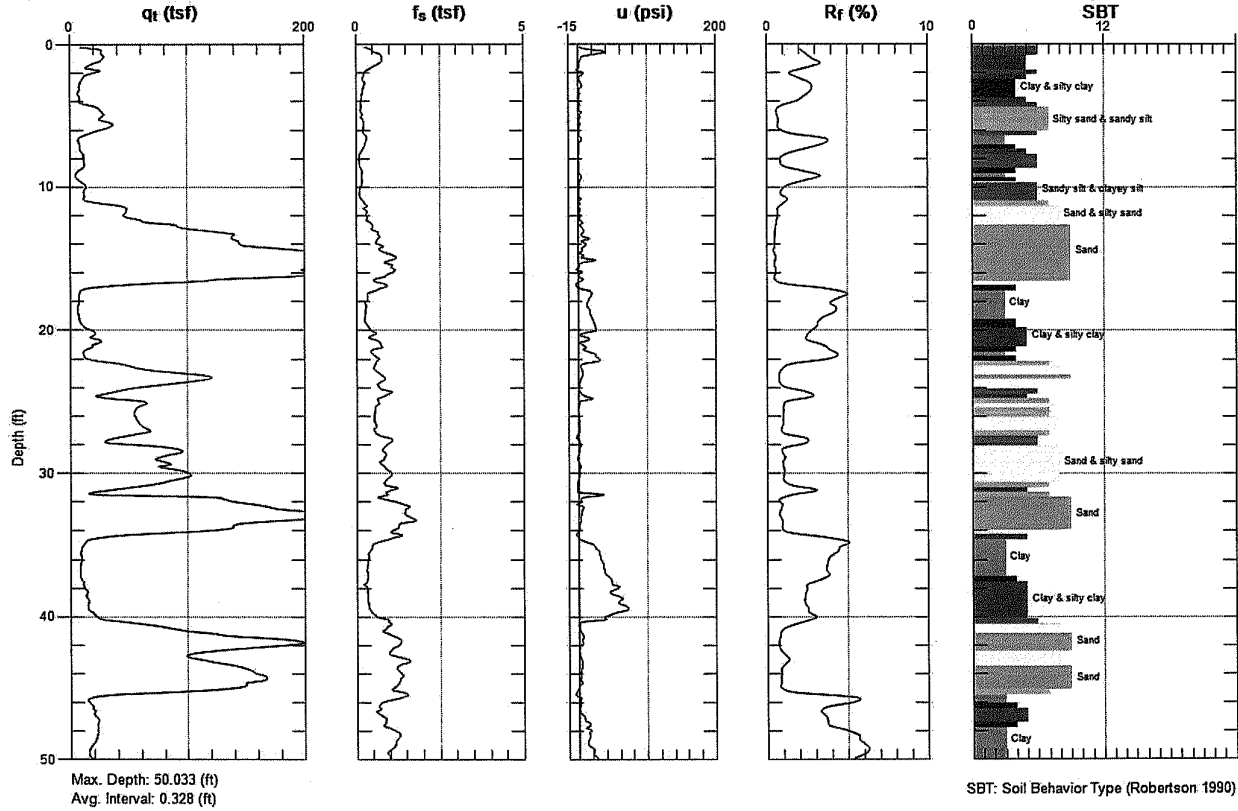 qt (tsf) fs (tsf) u (psi) Rf (%) SBT
0 200 0 5 -15 200 0 10 0 12
0
Clay & silty clay
Silty sand & sandy silt
10
Sandy silt & clayey silt
Sand & silty sand
Sand
Clay
20
Clay & silty clay
Depth (ft)
30
Sand & silty sand
Sand
Clay
Clay & silty clay
40
Sand
Sand
Clay
50
Max. Depth: 50.033 (ft)
Avg. Interval: 0.328 (ft)
SBT: Soil Behavior Type (Robertson 1990)